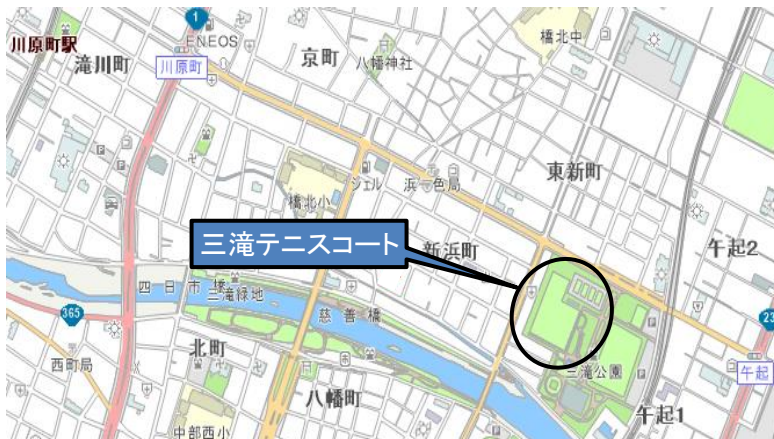 1
ENEOS
川原町駅
滝川町
川原町
京町
八幡神社
橋北中
東新町
シェル
浜一色局
橋北小
三滝テニスコート
新浜町
午起2
四日市橋
三滝緑地
慈善橋
365
23
西町局
北町
三滝公園
午起
八幡町
午起1
中部西小